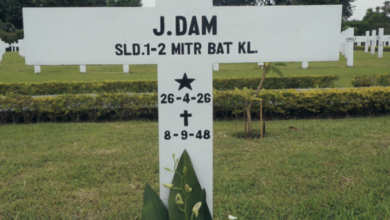 J. DAM
SLD. 1-2 MITR BAT KL.
26-4-26
8-9-48